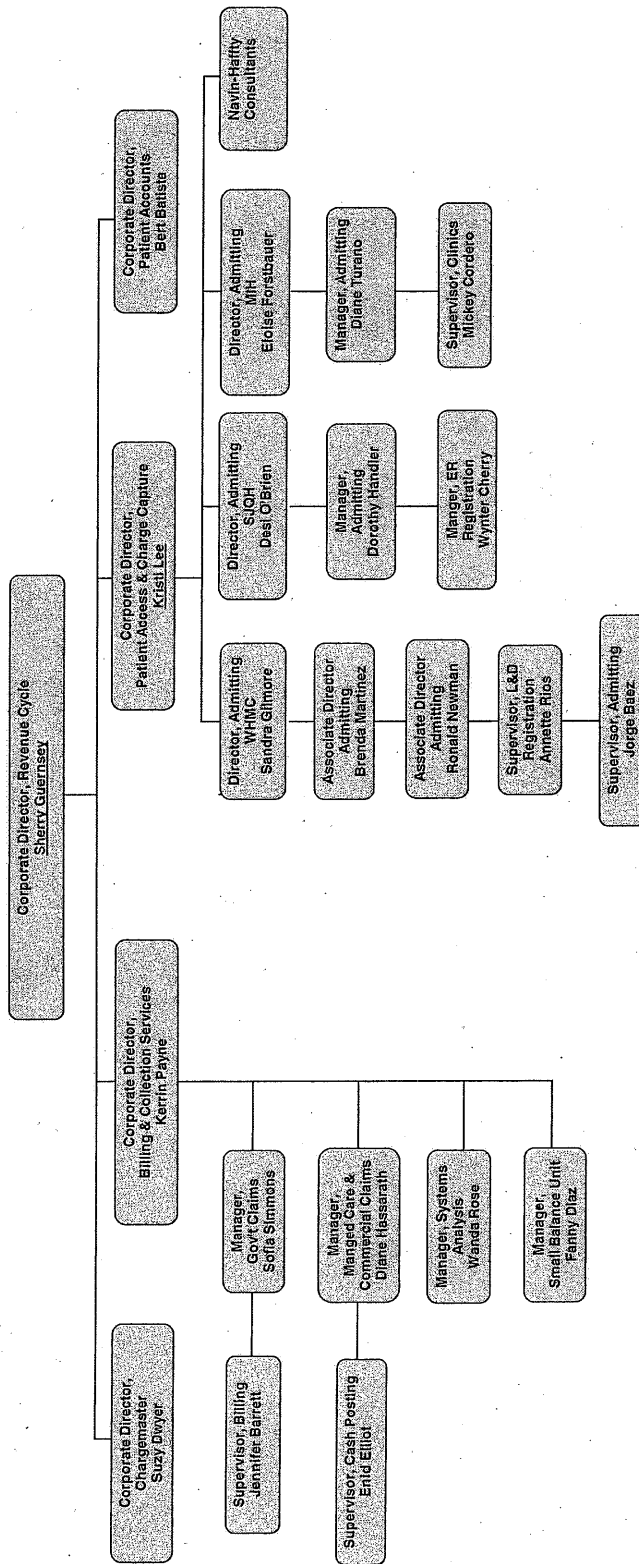 Corporate Director, Revenue Cycle
Sherry Guernsey
Corporate Director,
Chargemaster
Suzy Dwyer
Corporate Director,
Billing & Collection Services
Kerrin Payne
Corporate Director,
Patient Access & Charge Capture
Kristi Lee
Corporate Director,
Patient Accounts
Bert Batista
Supervisor, Billing
Jennifer Barrett
Manager,
Gov't Claims
Sofia Simmons
Supervisor, Cash Posting
Enid Elliot
Manager,
Manged Care &
Commercial Claims
Diane Hassarath
Manager, Systems
Analysis
Wanda Rose
Manager,
Small Balance Unit
Fanny Diaz
Director, Admitting
WHMC
Sandra Gilmore
Associate Director
Admitting
Brenda Martinez
Associate Director
Admitting
Ronald Newman
Supervisor, L&D
Registration
Annette Rios
Supervisor, Admitting
Jorge Baez
Director, Admitting
SJQH
Desi O'Brien
Manager,
Admitting
Dorothy Handler
Manger, ER
Registration
Wynter Cherry
Director, Admitting
MIH
Eloise Forstbauer
Manager, Admitting
Diane Turano
Supervisor, Clinics
Mickey Cordero
Navin-Haffty
Consultants